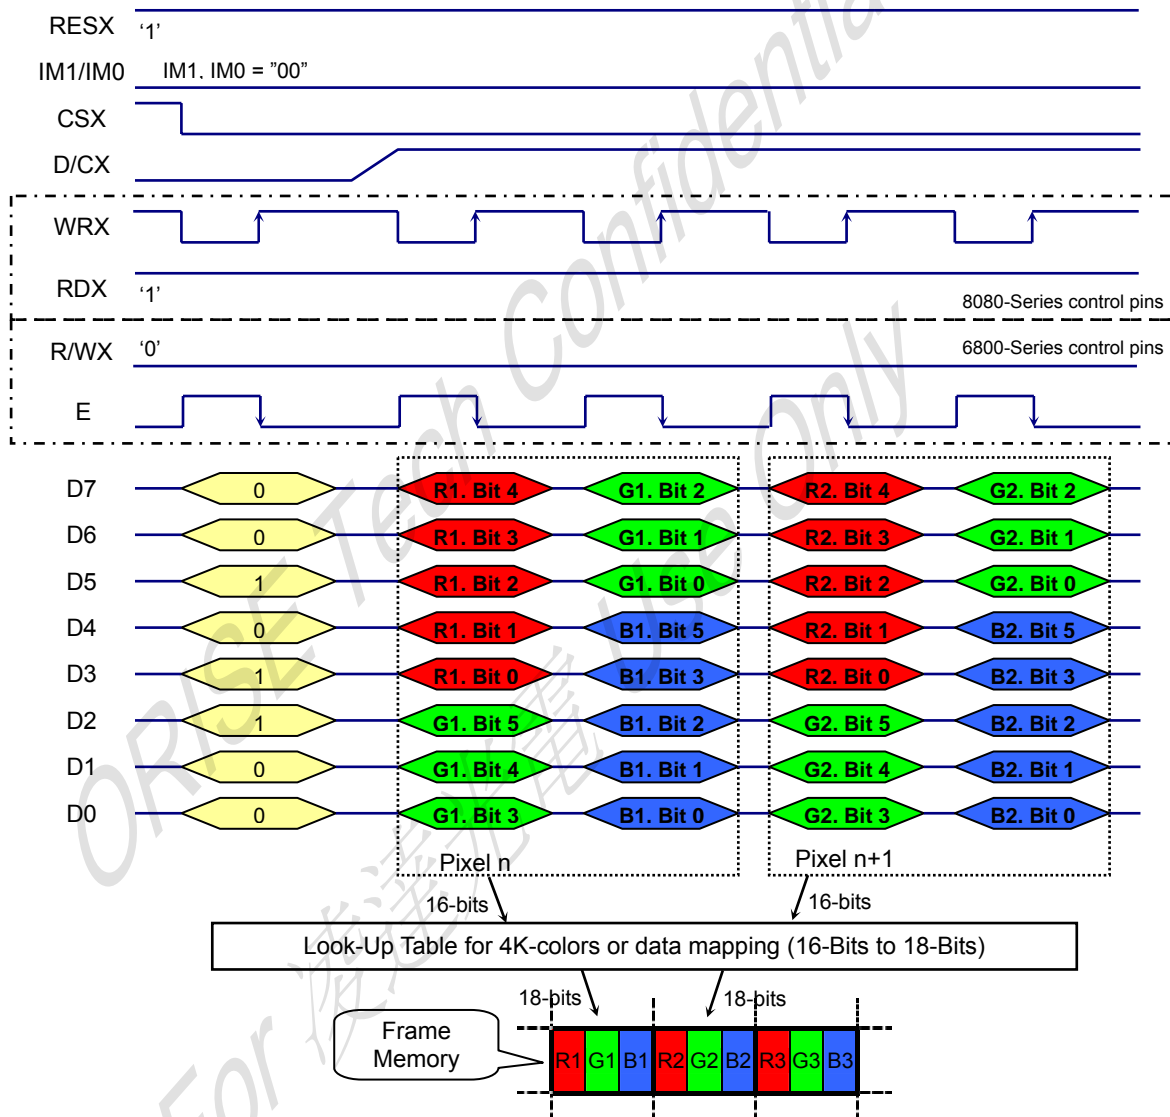 RESX '1'
IM1/IM0 IM1, IM0 = "00"
CSX
D/CX
WRX
RDX '1' 8080-Series control pins
R/WX '0' 6800-Series control pins
E
D7 0 R1. Bit 4 G1. Bit 2 R2. Bit 4 G2. Bit 2
D6 0 R1. Bit 3 G1. Bit 1 R2. Bit 3 G2. Bit 1
D5 1 R1. Bit 2 G1. Bit 0 R2. Bit 2 G2. Bit 0
D4 0 R1. Bit 1 B1. Bit 5 R2. Bit 1 B2. Bit 5
D3 1 R1. Bit 0 B1. Bit 3 R2. Bit 0 B2. Bit 3
D2 1 G1. Bit 5 B1. Bit 2 G2. Bit 5 B2. Bit 2
D1 0 G1. Bit 4 B1. Bit 1 G2. Bit 4 B2. Bit 1
D0 0 G1. Bit 3 B1. Bit 0 G2. Bit 3 B2. Bit 0
Pixel n Pixel n+1
16-bits 16-bits
Look-Up Table for 4K-colors or data mapping (16-Bits to 18-Bits)
18-bits 18-bits
Frame
Memory
R1 G1 B1 R2 G2 B2 R3 G3 B3
ORISE Tech Confidential
For 凌達光電 Use Only